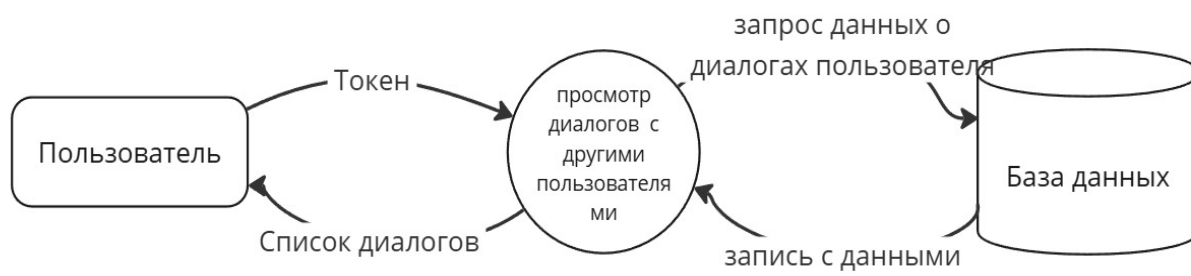 запрос данных о
диалогах пользователя
Токен
просмотр
диалогов с
другими
пользователя
ми
Пользователь
База данных
Список диалогов
запись с данными